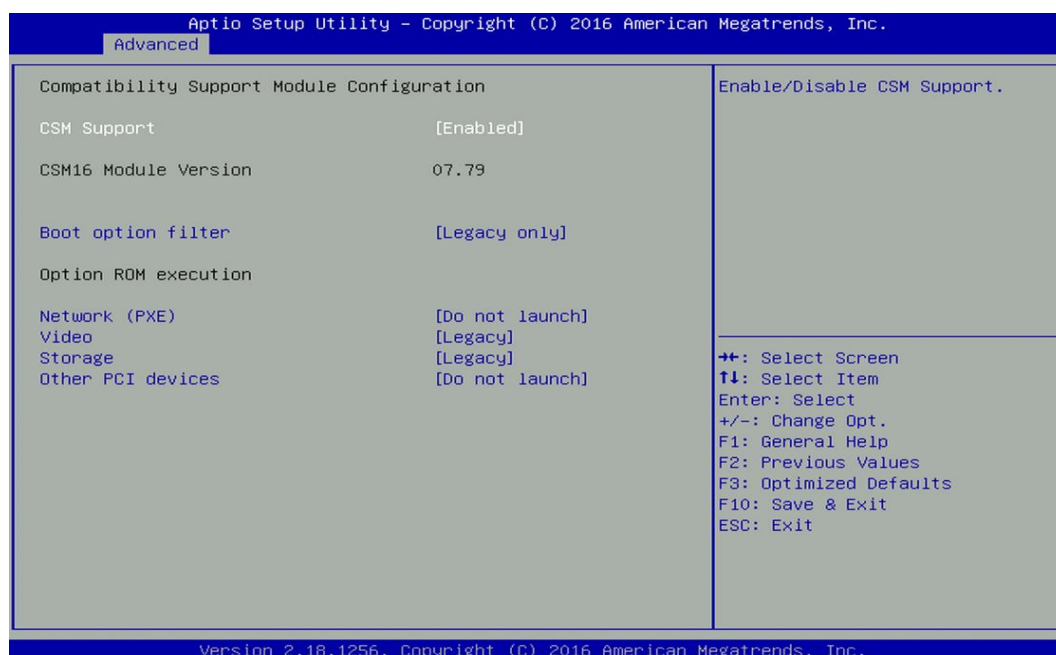 Aptio Setup Utility – Copyright (C) 2016 American Megatrends, Inc.
Advanced
Compatibility Support Module Configuration
CSM Support [Enabled]
CSM16 Module Version 07.79
Boot option filter [Legacy only]
Option ROM execution
Network (PXE) [Do not launch]
Video [Legacy]
Storage [Legacy]
Other PCI devices [Do not launch]
Enable/Disable CSM Support.
→←: Select Screen
↑↓: Select Item
Enter: Select
+/-: Change Opt.
F1: General Help
F2: Previous Values
F3: Optimized Defaults
F10: Save & Exit
ESC: Exit
Version 2.18.1256. Copyright (C) 2016 American Megatrends, Inc.